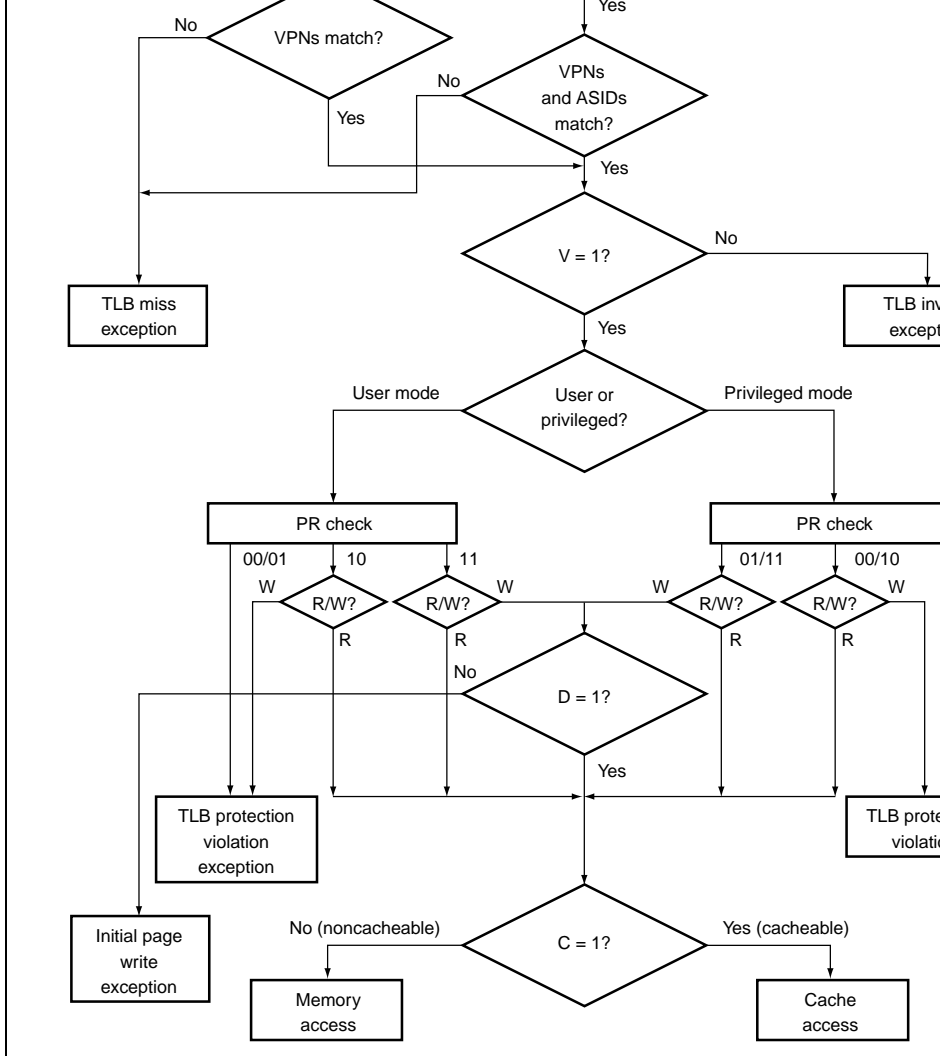 Yes
No
VPNs match?
VPNs
and ASIDs
match?
No
Yes
Yes
V = 1?
No
TLB miss
exception
TLB
Yes
User mode
User or
privileged?
Privileged mode
PR check
PR check
00/01
10
11
01/11
00/10
W
R/W?
R/W?
W
W
R/W?
R/W?
W
R
R
R
R
No
D = 1?
Yes
TLB protection
violation
exception
TLB
Initial page
write
exception
No (noncacheable)
C = 1?
Yes (cacheable)
Memory
access
Cache
access